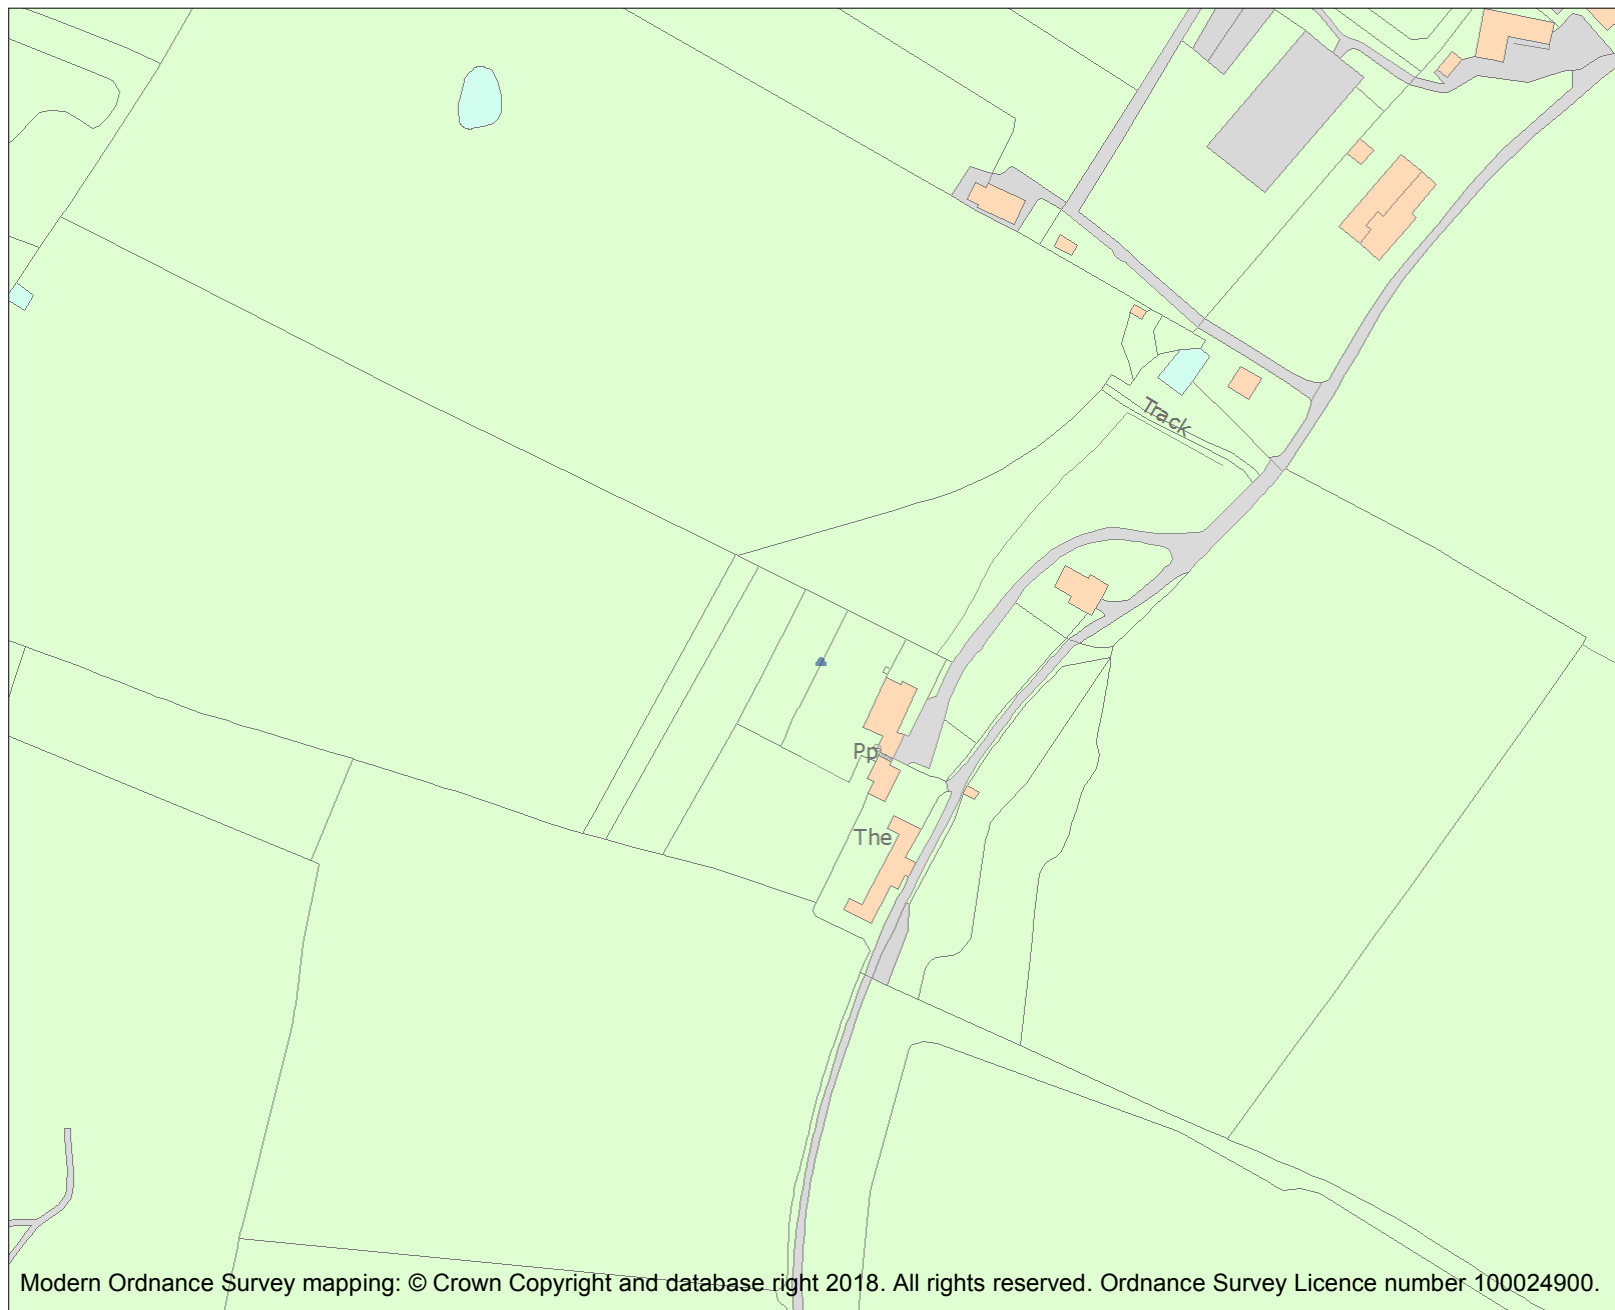 Track
Pp
The
Modern Ordnance Survey mapping: © Crown Copyright and database right 2018. All rights reserved. Ordnance Survey Licence number 100024900.